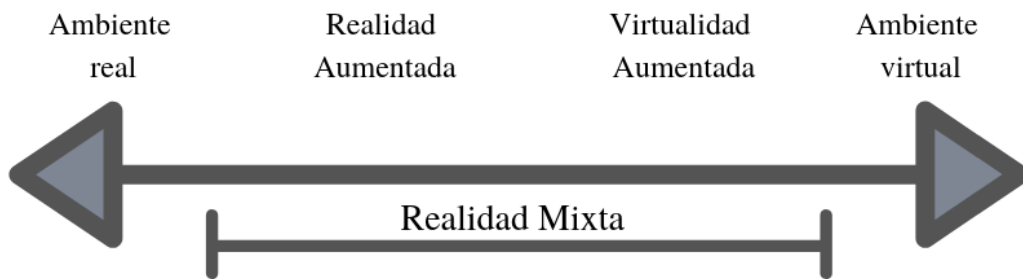 Ambiente
real
Realidad
Aumentada
Virtualidad
Aumentada
Ambiente
virtual
Realidad Mixta